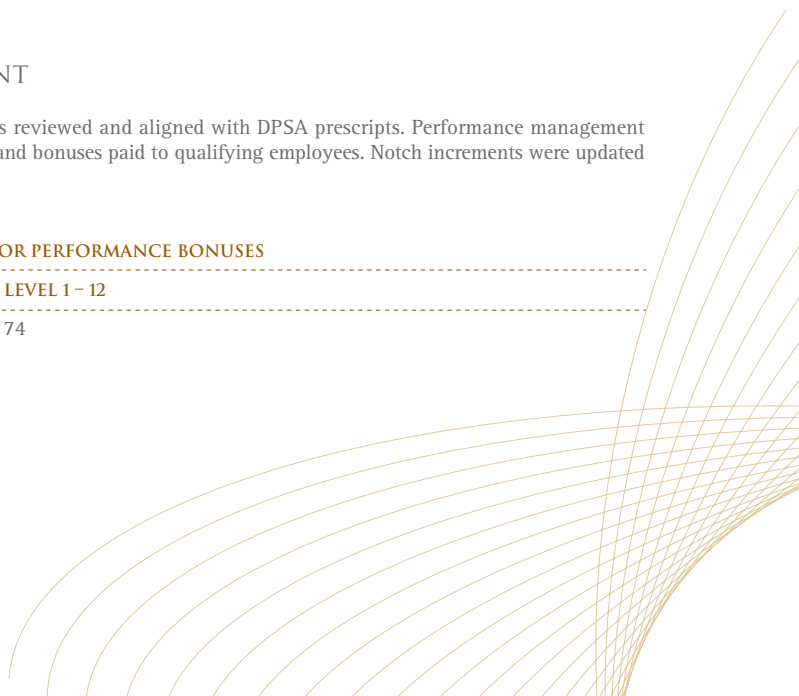 NT
s reviewed and aligned with DPSA prescripts. Performance management
and bonuses paid to qualifying employees. Notch increments were updated
OR PERFORMANCE BONUSES
LEVEL 1 – 12
74